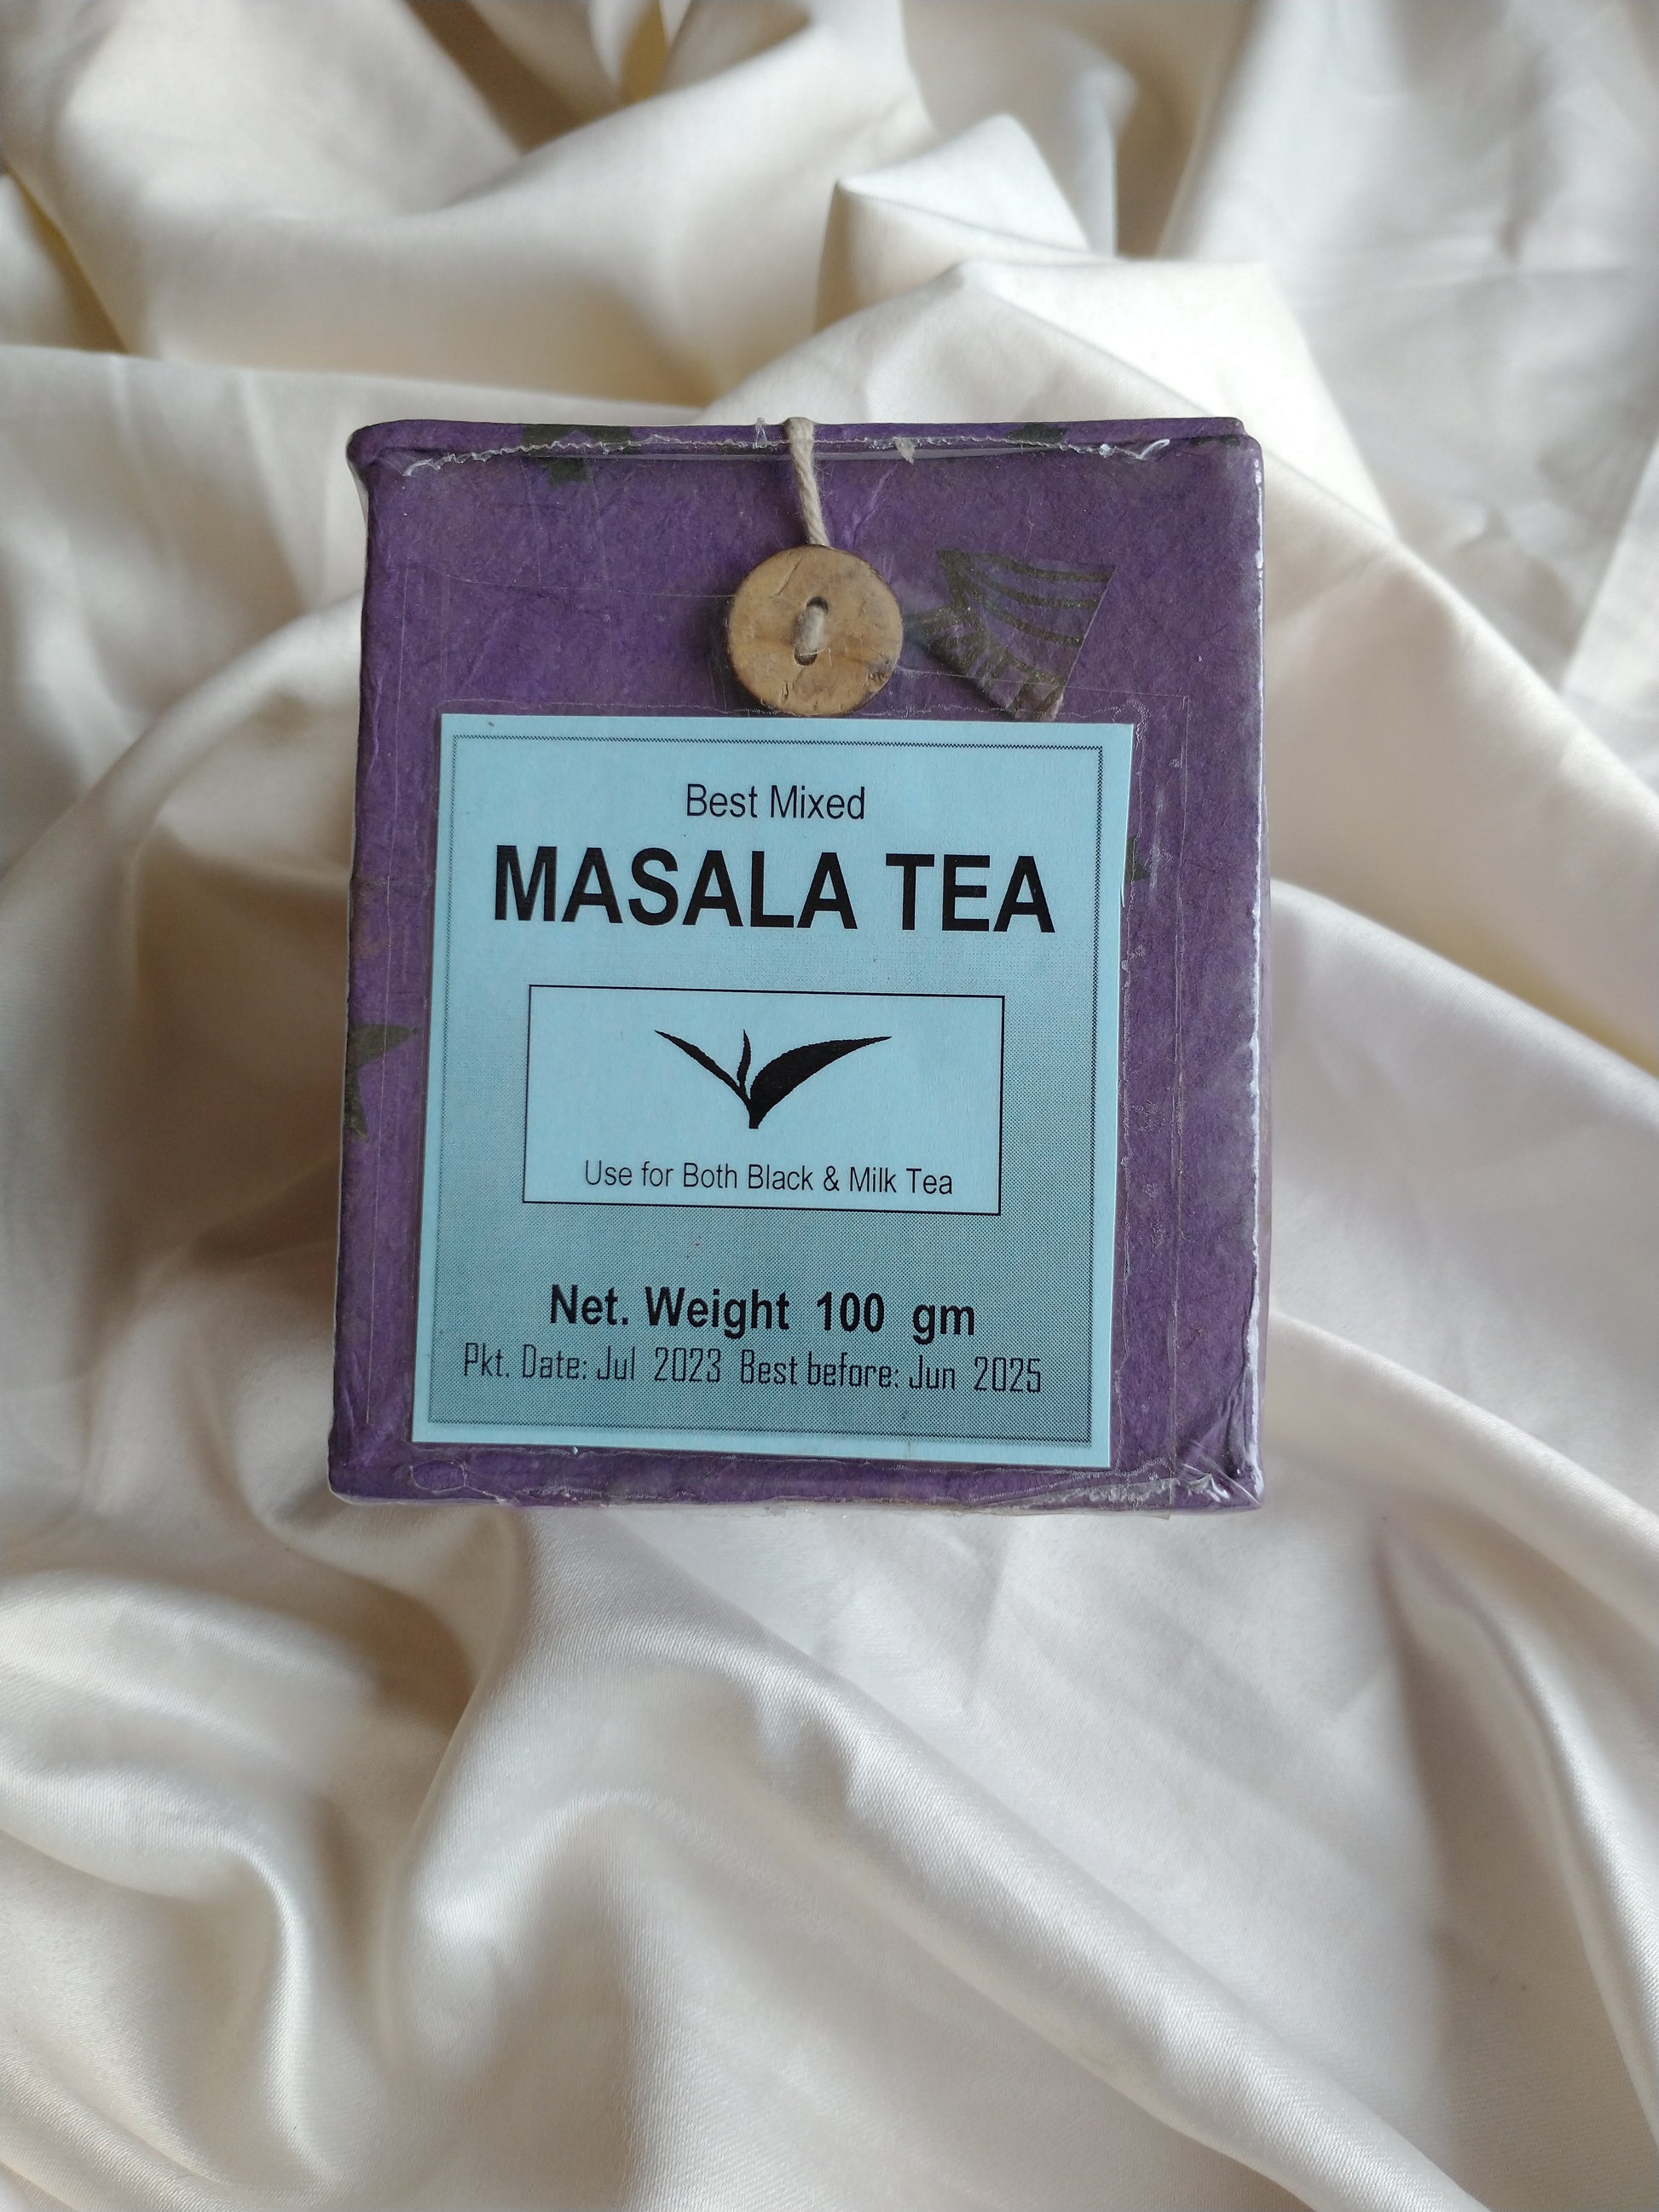 Best Mixed
MASALA TEA
Use for Both Black & Milk Tea
Net. Weight 100 gm
Pkt. Date: Jul 2023 Best before: Jun 2025